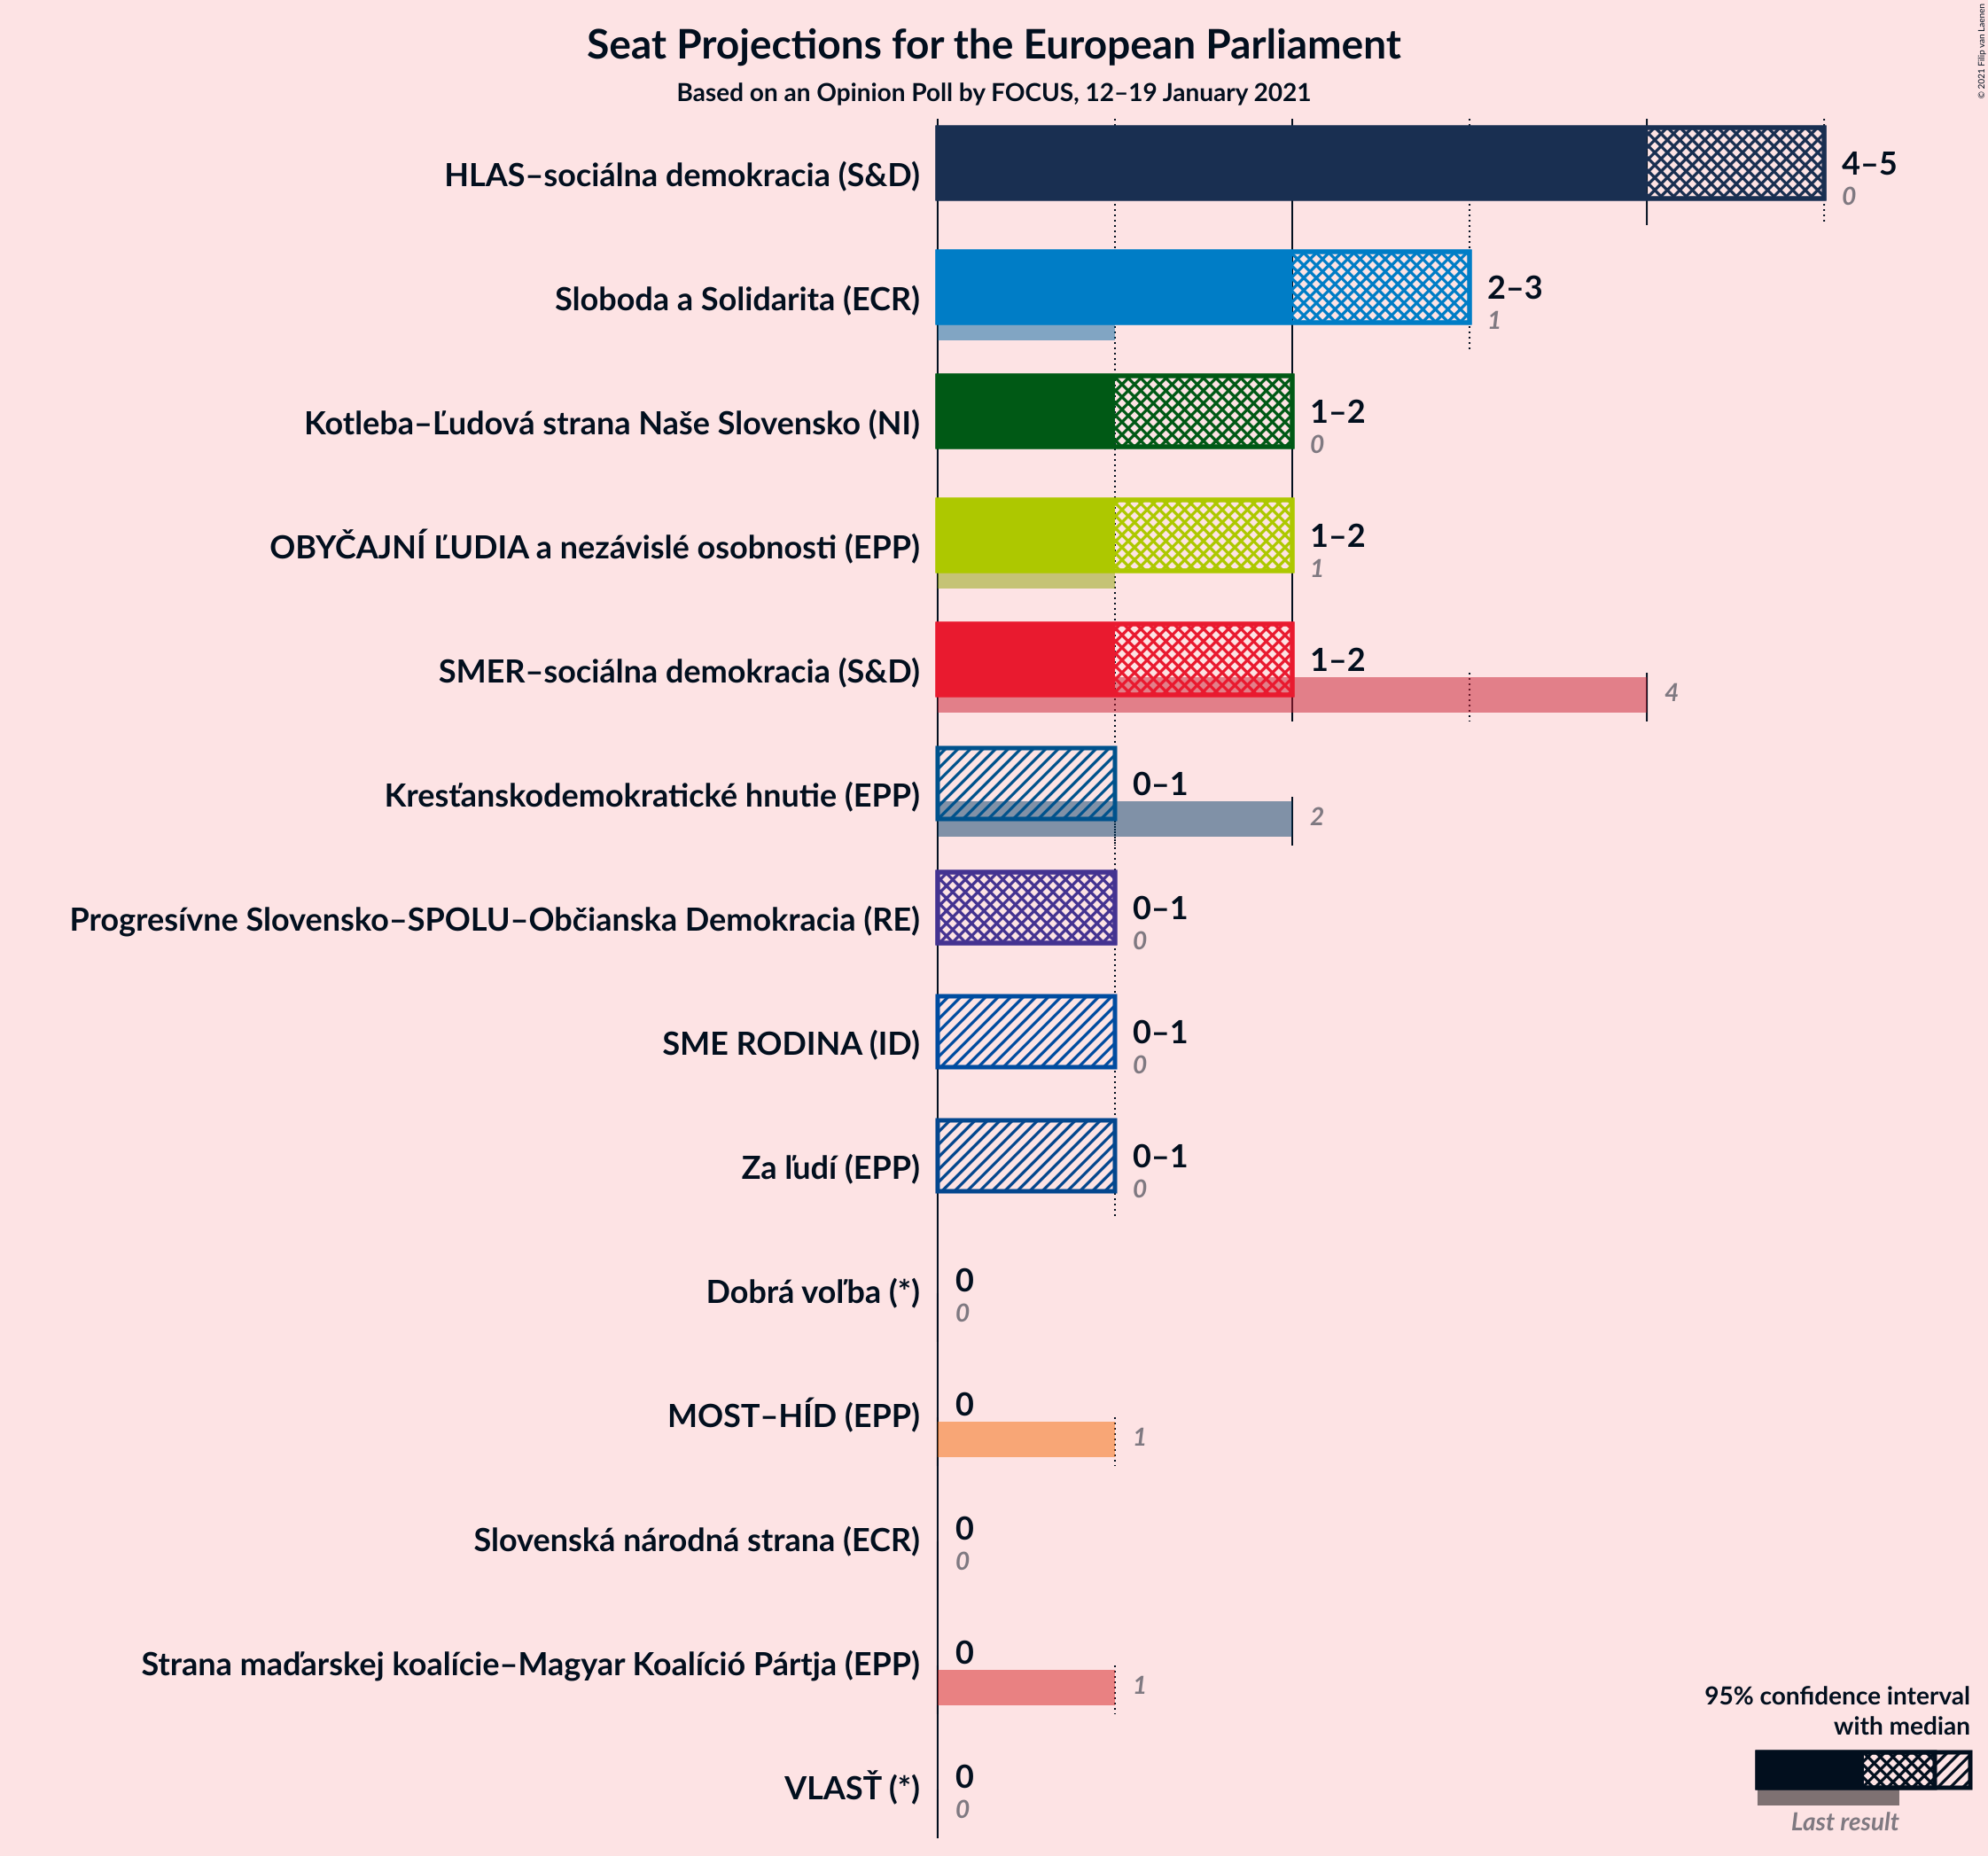 Seat Projections for the European Parliament
Based on an Opinion Poll by FOCUS, 12–19 January 2021
© 2021 Filip van Laenen
HLAS–sociálna demokracia (S&D)
4–5
0
Sloboda a Solidarita (ECR)
2–3
1
Kotleba–Ľudová strana Naše Slovensko (NI)
1–2
0
OBYČAJNÍ ĽUDIA a nezávislé osobnosti (EPP)
1–2
1
SMER–sociálna demokracia (S&D)
1–2
4
Kresťanskodemokratické hnutie (EPP)
0–1
2
Progresívne Slovensko–SPOLU–Občianska Demokracia (RE)
0–1
0
SME RODINA (ID)
0–1
0
Za ľudí (EPP)
0–1
0
Dobrá voľba (*)
0
0
MOST–HÍD (EPP)
0
1
Slovenská národná strana (ECR)
0
0
Strana maďarskej koalície–Magyar Koalíció Pártja (EPP)
0
1
VLASŤ (*)
0
0
95% confidence interval
with median
Last result